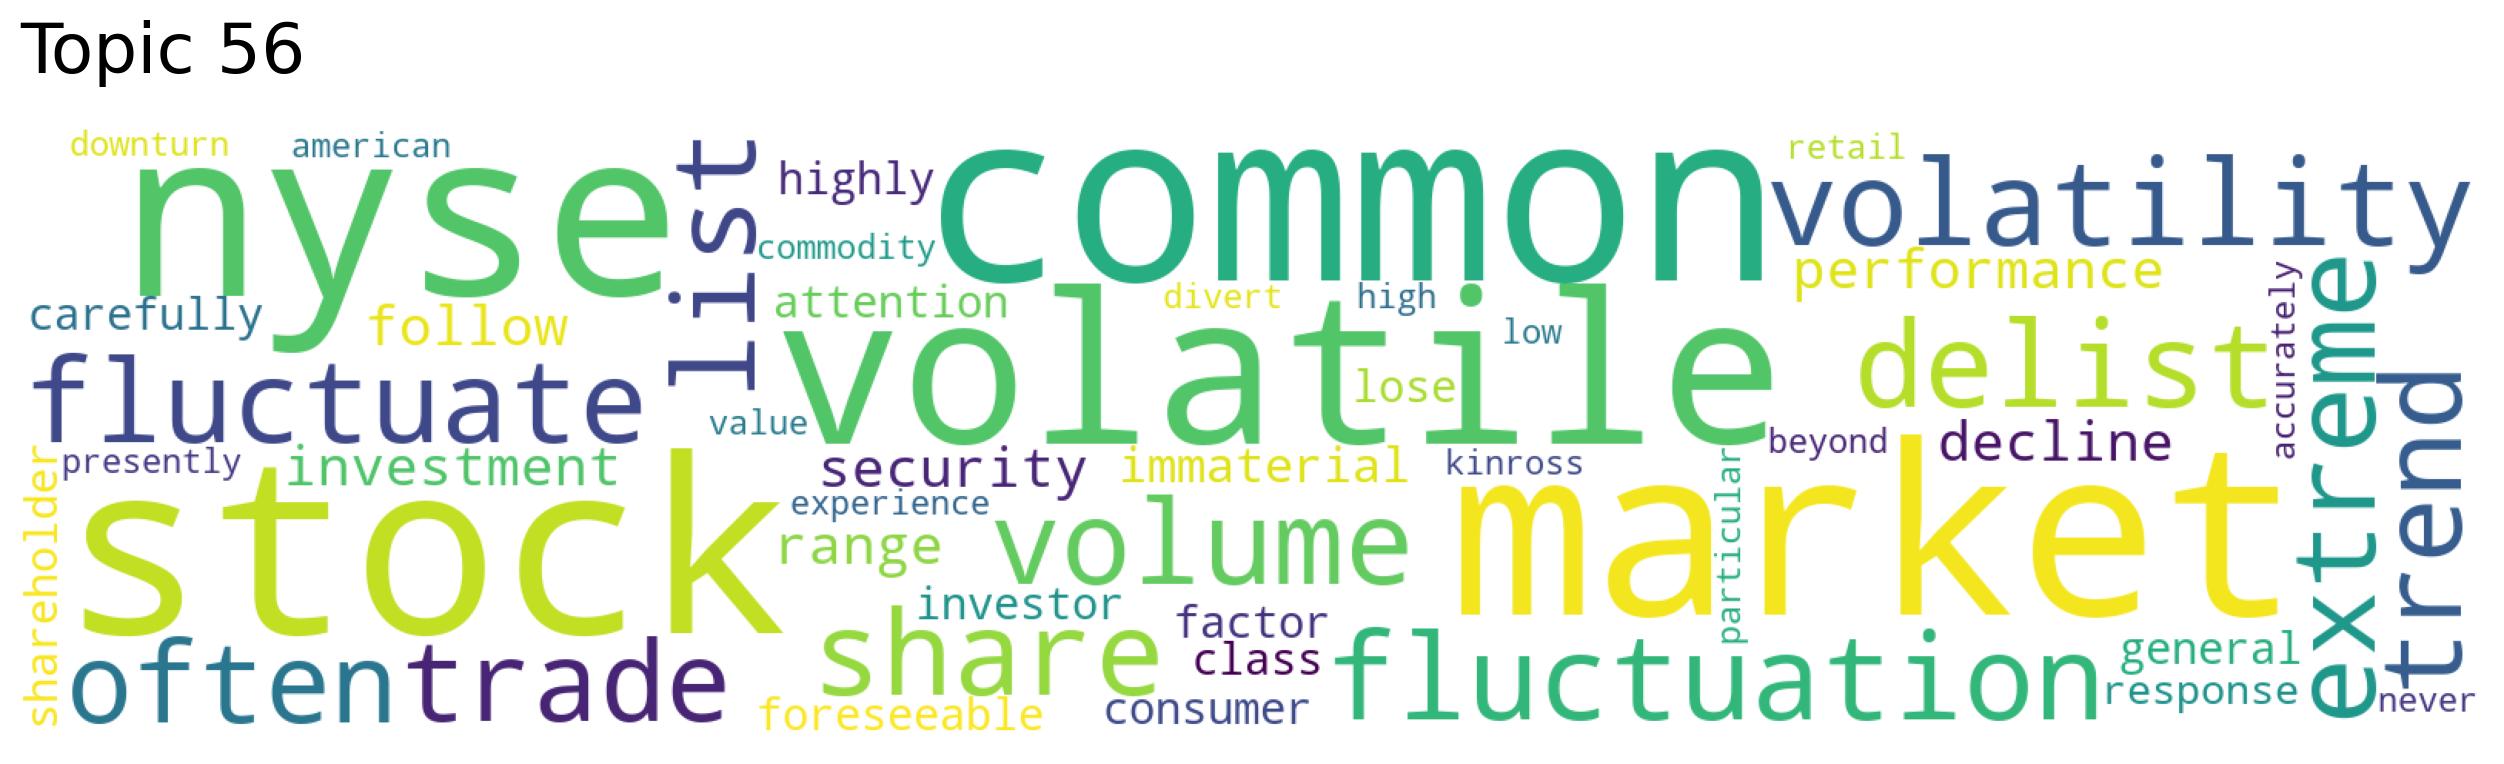 Topic 56
downturn
american
retail
nyse
list
highly
common
volatility
commodity
performance
carefully
follow
attention
divert
high
low
accurately
extreme
fluctuate
volatile
lose
delist
value
trend
presently
investment
security
immaterial
kinross
beyond
decline
shareholder
stock
experience
range
volume
particular
market
investor
factor
share
class
fluctuation
general
response
often
trade
foreseeable
consumer
never